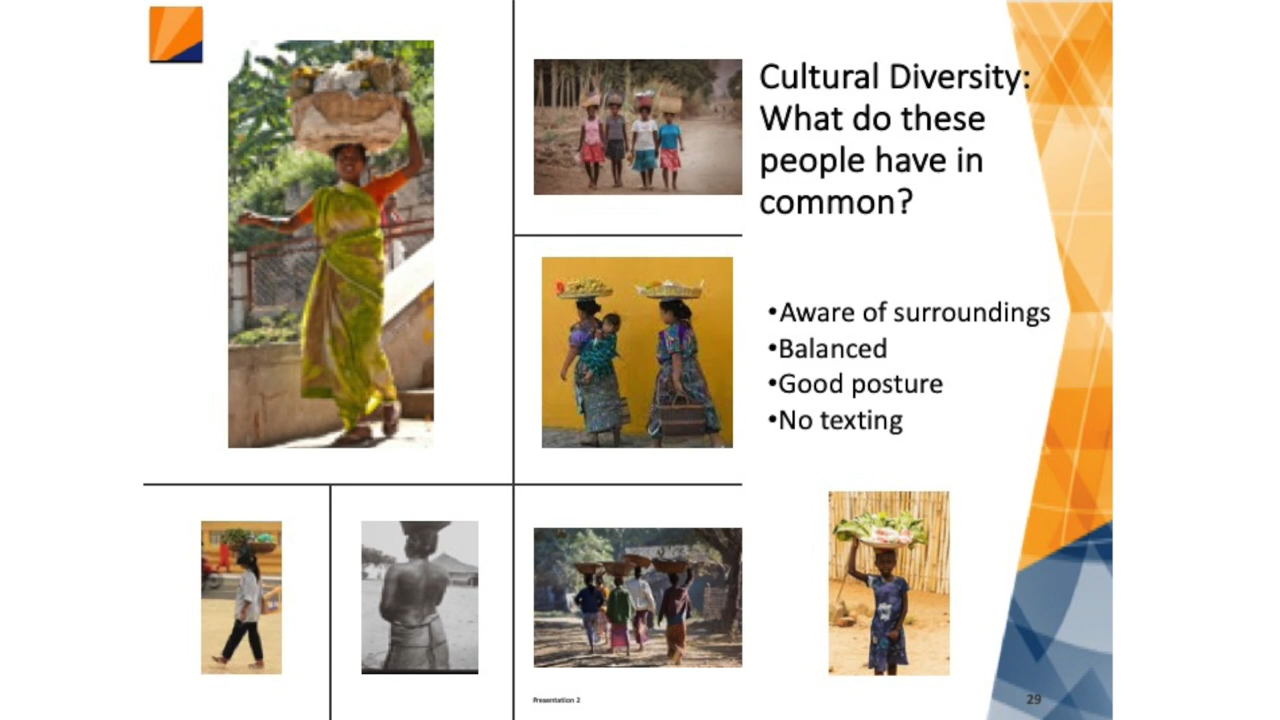 Cultural Diversity:
What do these
people have in
common?
•Aware of surroundings
•Balanced
•Good posture
•No texting
Presentation 2
29